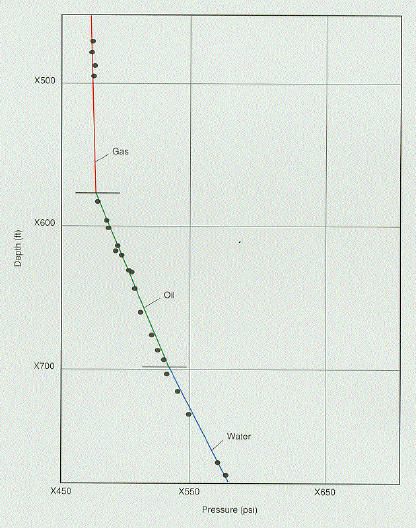 X500
Gas
X600
Depth (ft)
Oil
X700
Water
X450 X550 X650
Pressure (psi)